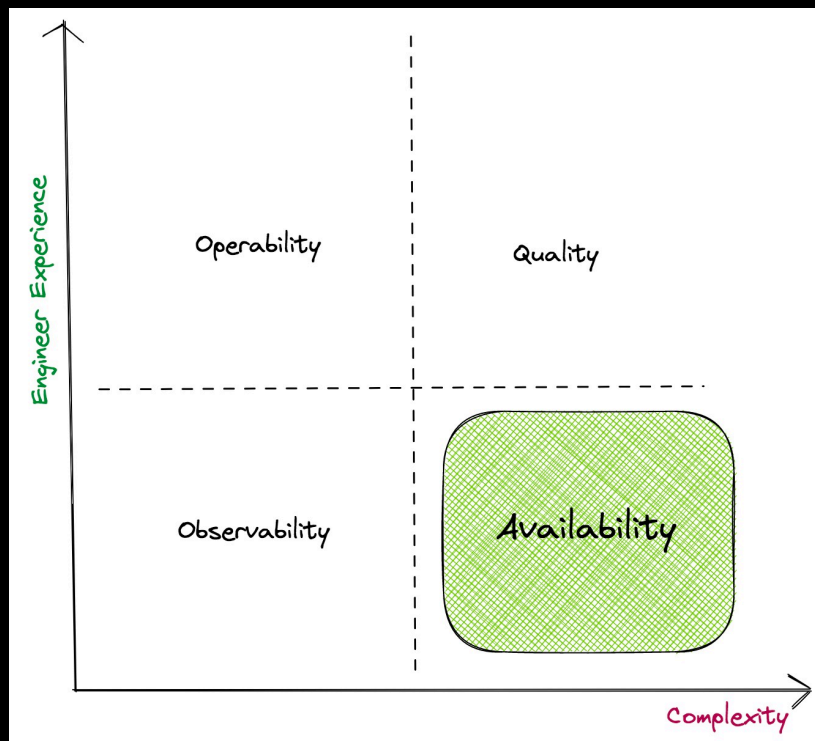 Engineer Experience
Operability
Quality
Observability
Availability
Complexity